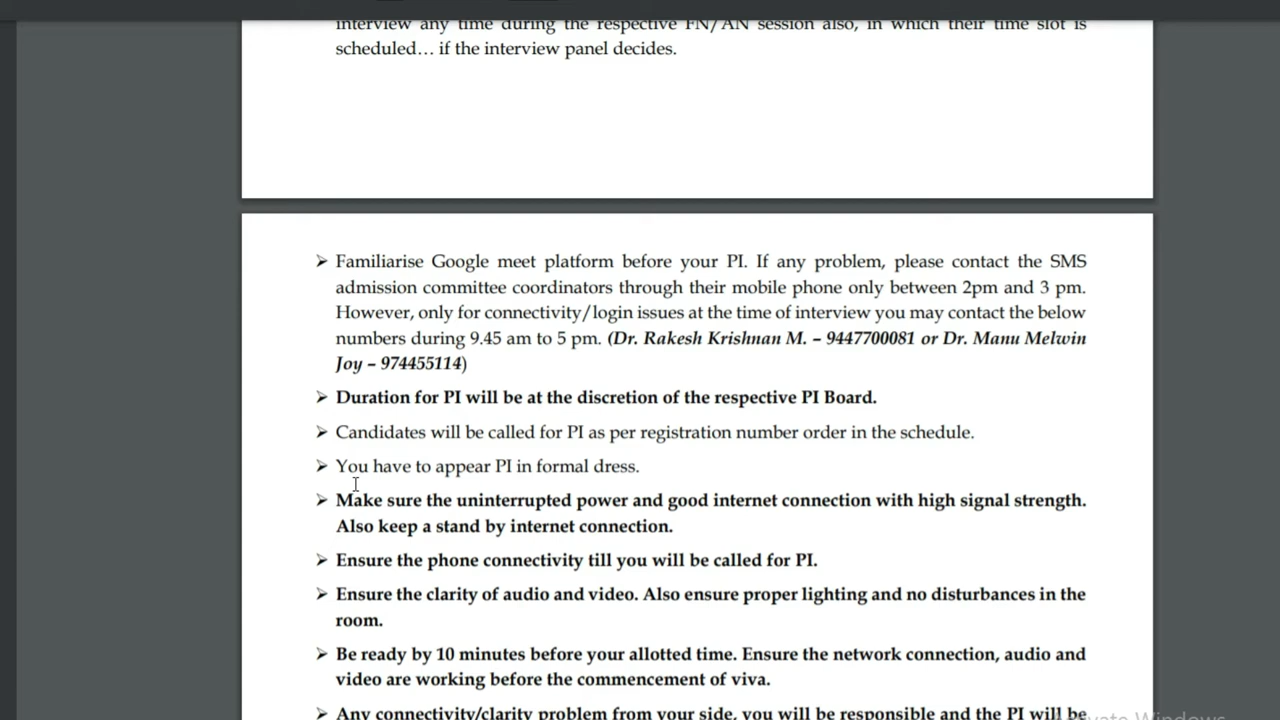 interview any time during the respective FN/AN session also, in which their time slot is
scheduled… if the interview panel decides.
➢ Familiarise Google meet platform before your PI. If any problem, please contact the SMS
admission committee coordinators through their mobile phone only between 2pm and 3 pm.
However, only for connectivity/login issues at the time of interview you may contact the below
numbers during 9.45 am to 5 pm. (Dr. Rakesh Krishnan M. – 9447700081 or Dr. Manu Melwin
Joy – 974455114)
➢ Duration for PI will be at the discretion of the respective PI Board.
➢ Candidates will be called for PI as per registration number order in the schedule.
➢ You have to appear PI in formal dress.
➢ Make sure the uninterrupted power and good internet connection with high signal strength.
Also keep a stand by internet connection.
➢ Ensure the phone connectivity till you will be called for PI.
➢ Ensure the clarity of audio and video. Also ensure proper lighting and no disturbances in the
room.
➢ Be ready by 10 minutes before your allotted time. Ensure the network connection, audio and
video are working before the commencement of viva.
➢ Any connectivity/clarity problem from your side, you will be responsible and the PI will be
Activate Windows